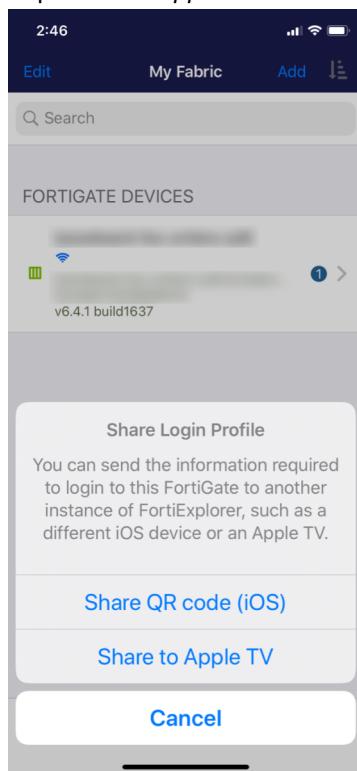 2:46
Edit My Fabric Add
Search
FORTIGATE DEVICES
1
v6.4.1 build1637
Share Login Profile
You can send the information required
to login to this FortiGate to another
instance of FortiExplorer, such as a
different iOS device or an Apple TV.
Share QR code (iOS)
Share to Apple TV
Cancel